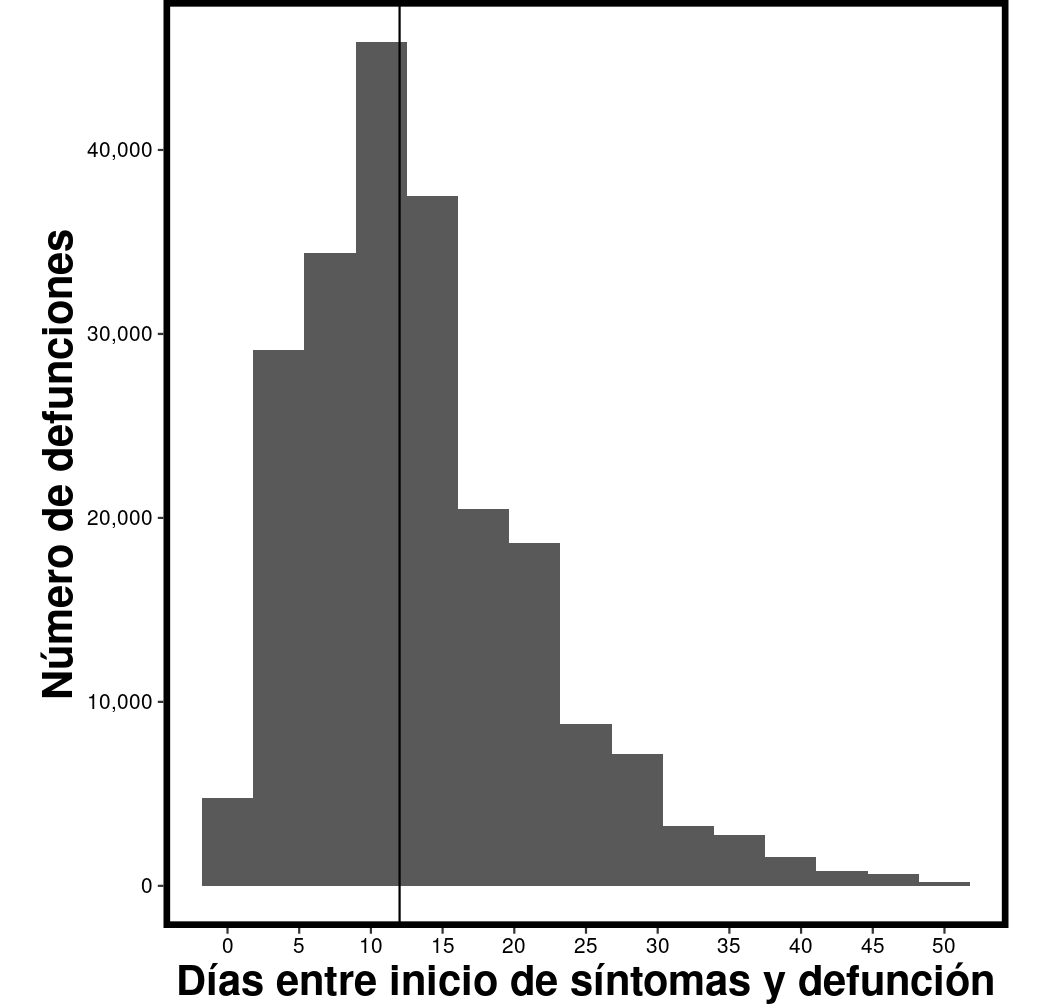 Número de defunciones
40,000
30,000
20,000
10,000
0
0 5 10 15 20 25 30 35 40 45 50
Días entre inicio de síntomas y defunción